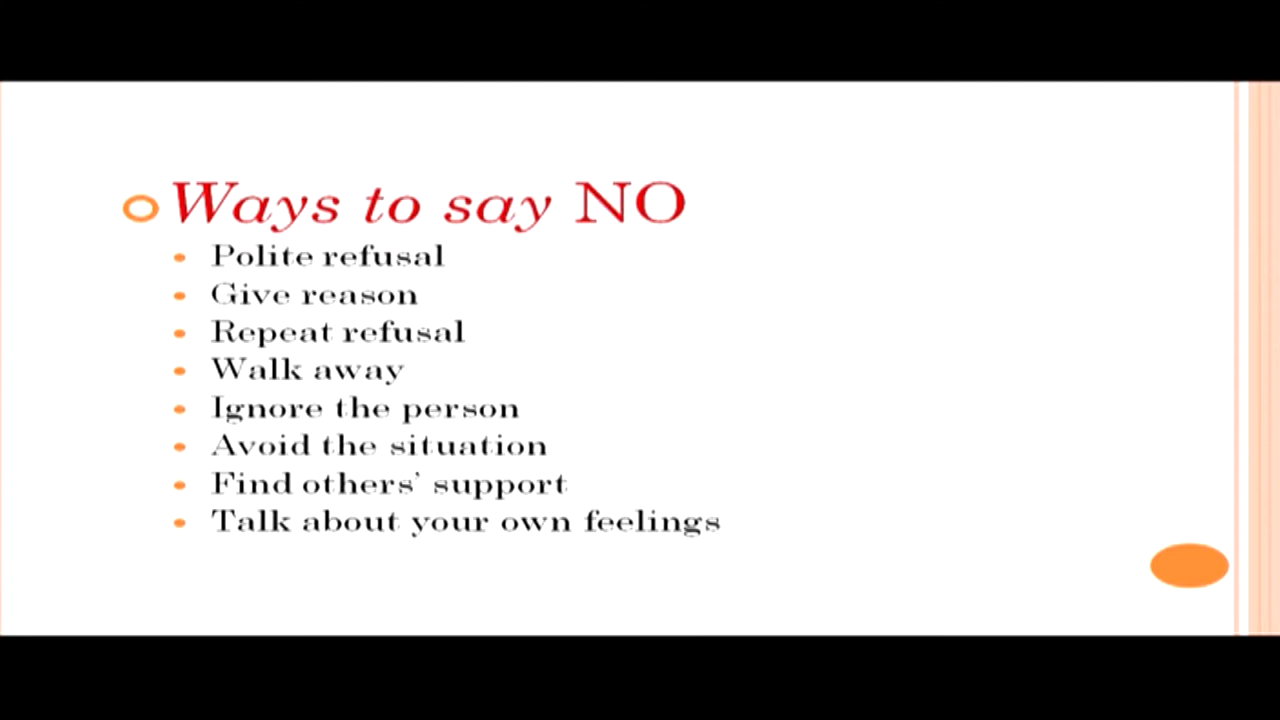 Ways to say NO
Polite refusal
Give reason
Repeat refusal
Walk away
Ignore the person
Avoid the situation
Find others' support
Talk about your own feelings